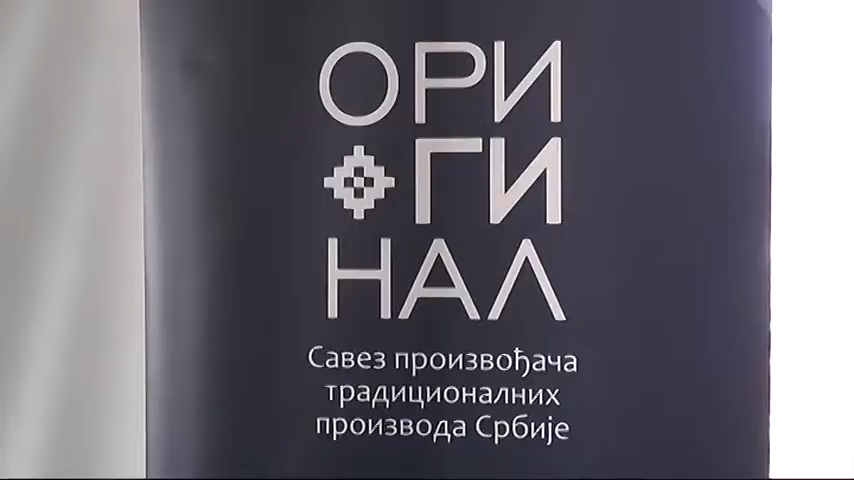 ОРИ
ГИ
НАЛ
Савез произвођача
традиционалних
производа Србије